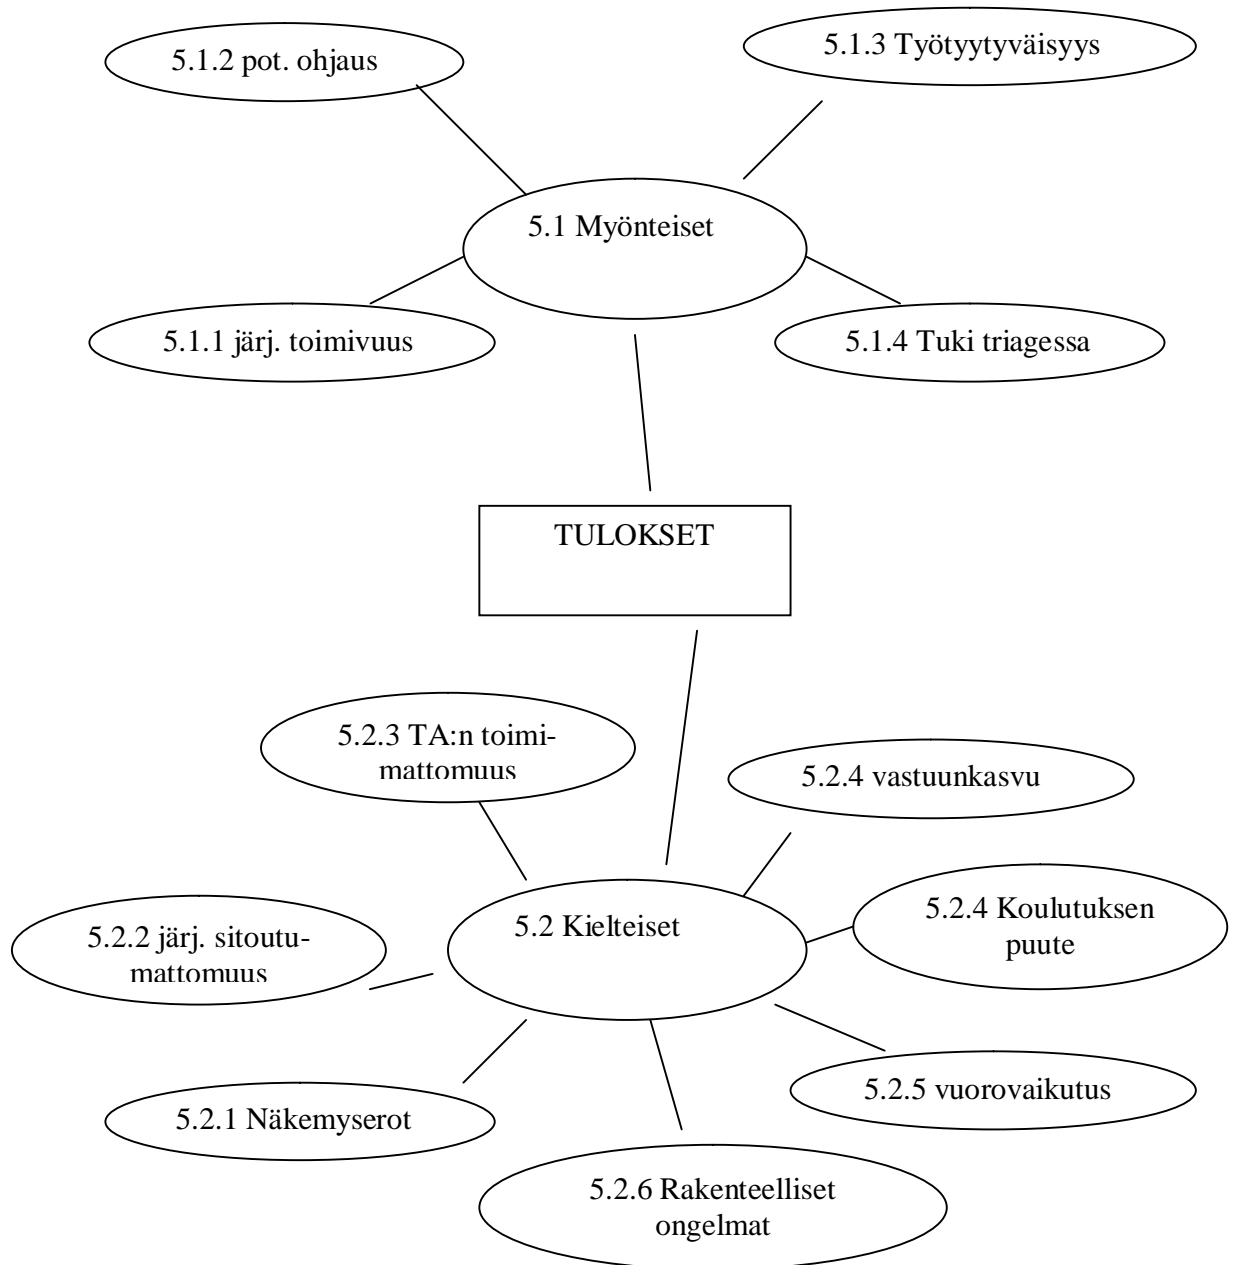 5.1.2 pot. ohjaus
5.1.3 Työtyytyväisyys
5.1 Myönteiset
5.1.1 järj. toimivuus
5.1.4 Tuki triagessa
TULOKSET
5.2.3 TA:n toimi-
mattomuus
5.2.4 vastuunkasvu
5.2.2 järj. sitoutu-
mattomuus
5.2 Kielteiset
5.2.4 Koulutuksen
puute
5.2.1 Näkemyserot
5.2.5 vuorovaikutus
5.2.6 Rakenteelliset
ongelmat